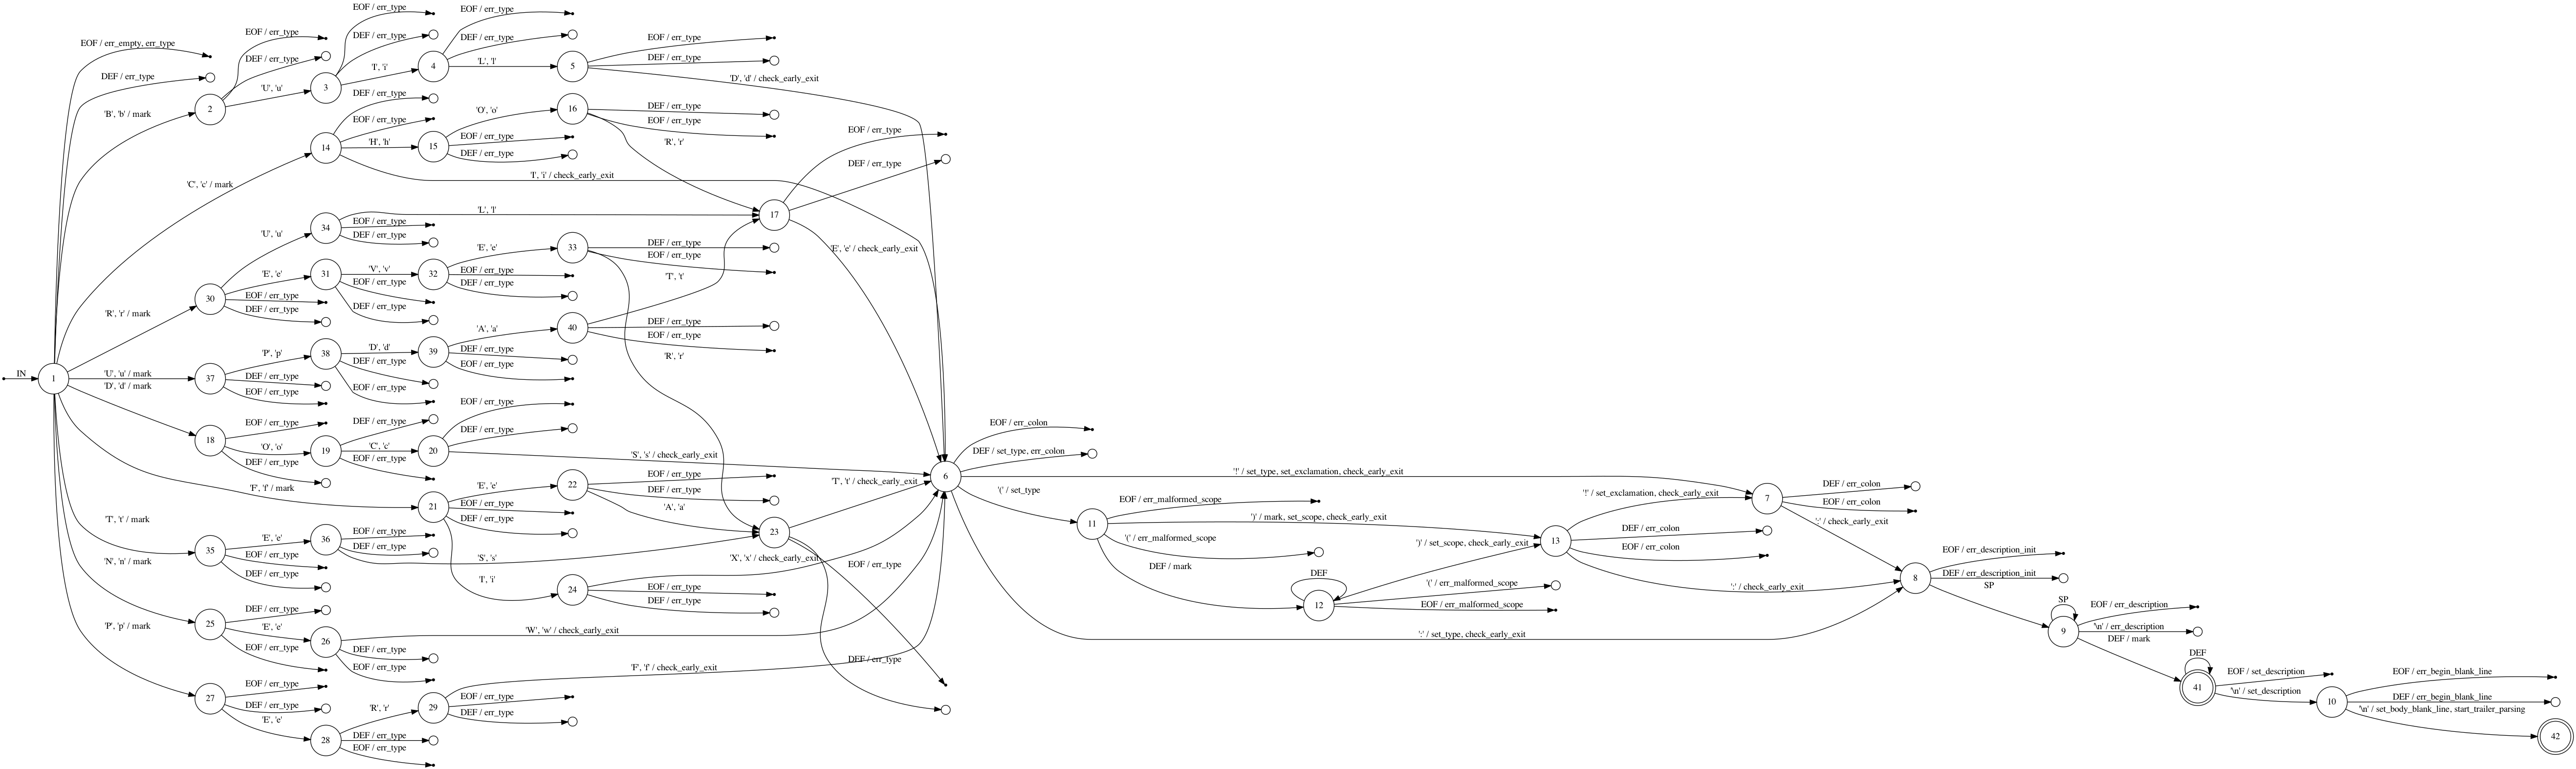 IN
1
EOF / err_empty, err_type
DEF / err_type
'B', 'b' / mark
'C', 'c' / mark
'R', 'r' / mark
'U', 'u' / mark
'D', 'd' / mark
'F', 'f' / mark
'T', 't' / mark
'N', 'n' / mark
'P', 'p' / mark
2
EOF / err_type
DEF / err_type
'U', 'u'
3
EOF / err_type
DEF / err_type
'I', 'i'
4
EOF / err_type
DEF / err_type
'L', 'l'
5
EOF / err_type
DEF / err_type
'D', 'd' / check_early_exit
14
DEF / err_type
EOF / err_type
'H', 'h'
'I', 'i' / check_early_exit
15
'O', 'o'
EOF / err_type
DEF / err_type
16
DEF / err_type
EOF / err_type
'R', 'r'
17
EOF / err_type
DEF / err_type
'E', 'e' / check_early_exit
30
'U', 'u'
'E', 'e'
EOF / err_type
DEF / err_type
34
'L', 'l'
EOF / err_type
DEF / err_type
31
'V', 'v'
EOF / err_type
DEF / err_type
32
'E', 'e'
EOF / err_type
DEF / err_type
33
DEF / err_type
EOF / err_type
'T', 't'
37
'P', 'p'
DEF / err_type
EOF / err_type
38
'D', 'd'
DEF / err_type
EOF / err_type
39
'A', 'a'
DEF / err_type
EOF / err_type
40
DEF / err_type
EOF / err_type
'R', 'r'
18
EOF / err_type
'O', 'o'
DEF / err_type
19
DEF / err_type
'C', 'c'
EOF / err_type
20
EOF / err_type
DEF / err_type
'S', 's' / check_early_exit
21
'E', 'e'
EOF / err_type
DEF / err_type
'I', 'i'
22
EOF / err_type
DEF / err_type
'A', 'a'
23
'T', 't' / check_early_exit
EOF / err_type
DEF / err_type
24
'X', 'x' / check_early_exit
EOF / err_type
DEF / err_type
35
'E', 'e'
EOF / err_type
DEF / err_type
36
EOF / err_type
DEF / err_type
'S', 's'
25
DEF / err_type
'E', 'e'
EOF / err_type
26
'W', 'w' / check_early_exit
DEF / err_type
EOF / err_type
27
EOF / err_type
DEF / err_type
'E', 'e'
28
'R', 'r'
DEF / err_type
EOF / err_type
29
'F', 'f' / check_early_exit
EOF / err_type
DEF / err_type
6
EOF / err_colon
DEF / set_type, err_colon
'!' / set_type, set_exclamation, check_early_exit
'(' / set_type
':' / set_type, check_early_exit
11
EOF / err_malformed_scope
')' / mark, set_scope, check_early_exit
'(' / err_malformed_scope
DEF / mark
12
DEF
')' / set_scope, check_early_exit
'(' / err_malformed_scope
EOF / err_malformed_scope
13
'!' / set_exclamation, check_early_exit
DEF / err_colon
EOF / err_colon
':' / check_early_exit
7
DEF / err_colon
EOF / err_colon
':' / check_early_exit
8
EOF / err_description_init
DEF / err_description_init
SP
9
SP
EOF / err_description
'\n' / err_description
DEF / mark
41
DEF
EOF / set_description
'\n' / set_description
10
EOF / err_begin_blank_line
DEF / err_begin_blank_line
'\n' / set_body_blank_line, start_trailer_parsing
42